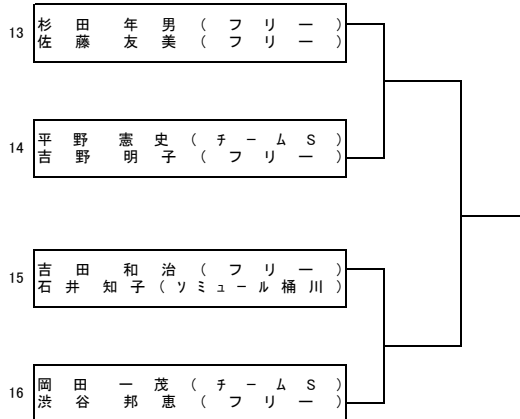 13
杉田年男(フリー)
佐藤友美(フリー)
14
平野憲史(チームS)
吉野明子(フリー)
15
吉田和治(フリー)
石井知子(ソミュール桶川)
16
岡田一茂(チームS)
渋谷邦恵(フリー)